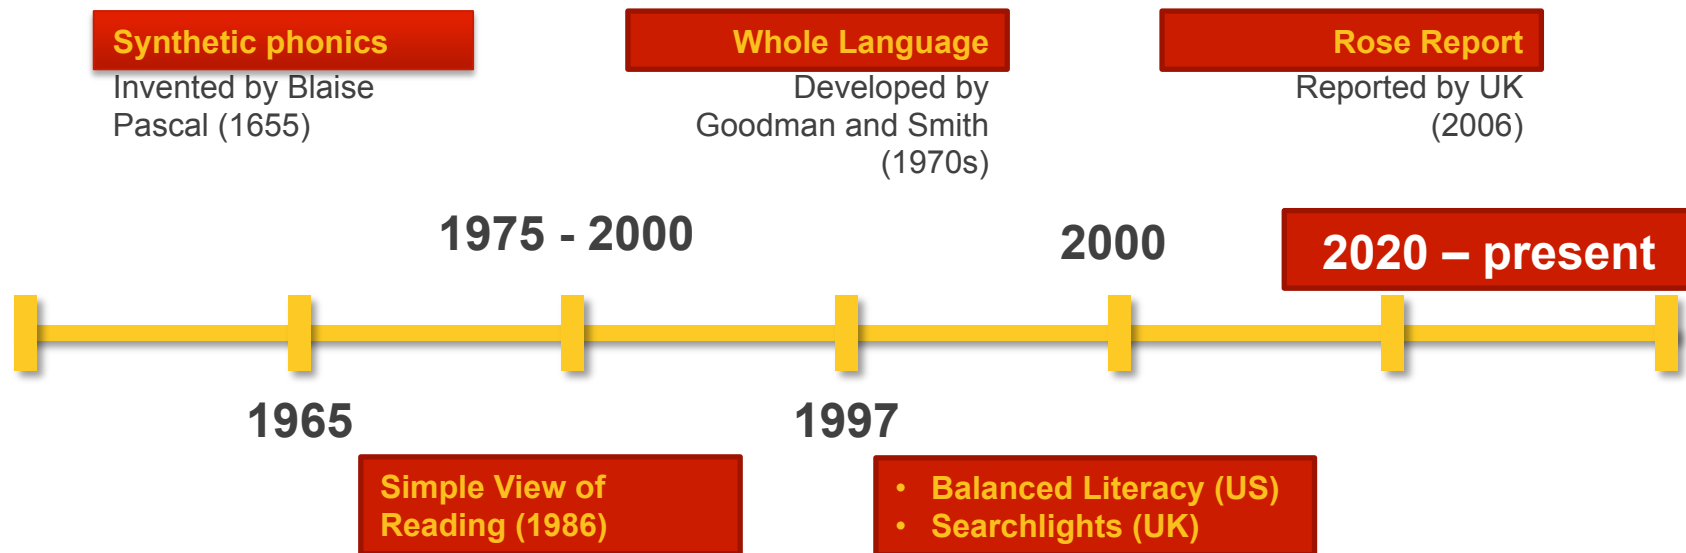 Synthetic phonics
Invented by Blaise
Pascal (1655)
Whole Language
Developed by
Goodman and Smith
(1970s)
Rose Report
Reported by UK
(2006)
1975 - 2000
2000
2020 – present
1965
1997
Simple View of
Reading (1986)
• Balanced Literacy (US)
• Searchlights (UK)